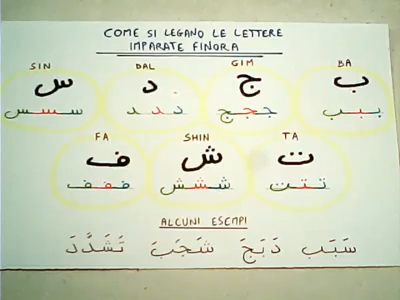 COME SI LEGANO LE LETTERE
IMPARATE FINORA
SIN DAL GIM BA
ب ج د س
ببب ججج ددد سسس
FA SHIN TA
ت ش ف
تتت ششش ففف
ALCUNI ESEMPI
سَبَب دَبَجَ شَجَبَ تَشَدَّدَ